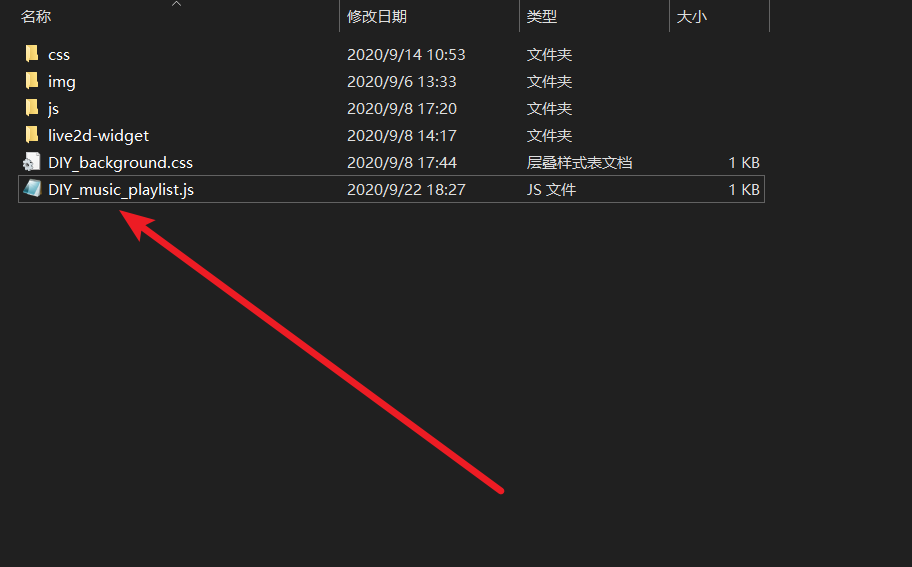 名称 修改日期 类型 大小
css 2020/9/14 10:53 文件夹
img 2020/9/6 13:33 文件夹
js 2020/9/8 17:20 文件夹
live2d-widget 2020/9/8 14:17 文件夹
DIY_background.css 2020/9/8 17:44 层叠样式表文档 1 KB
DIY_music_playlist.js 2020/9/22 18:27 JS 文件 1 KB